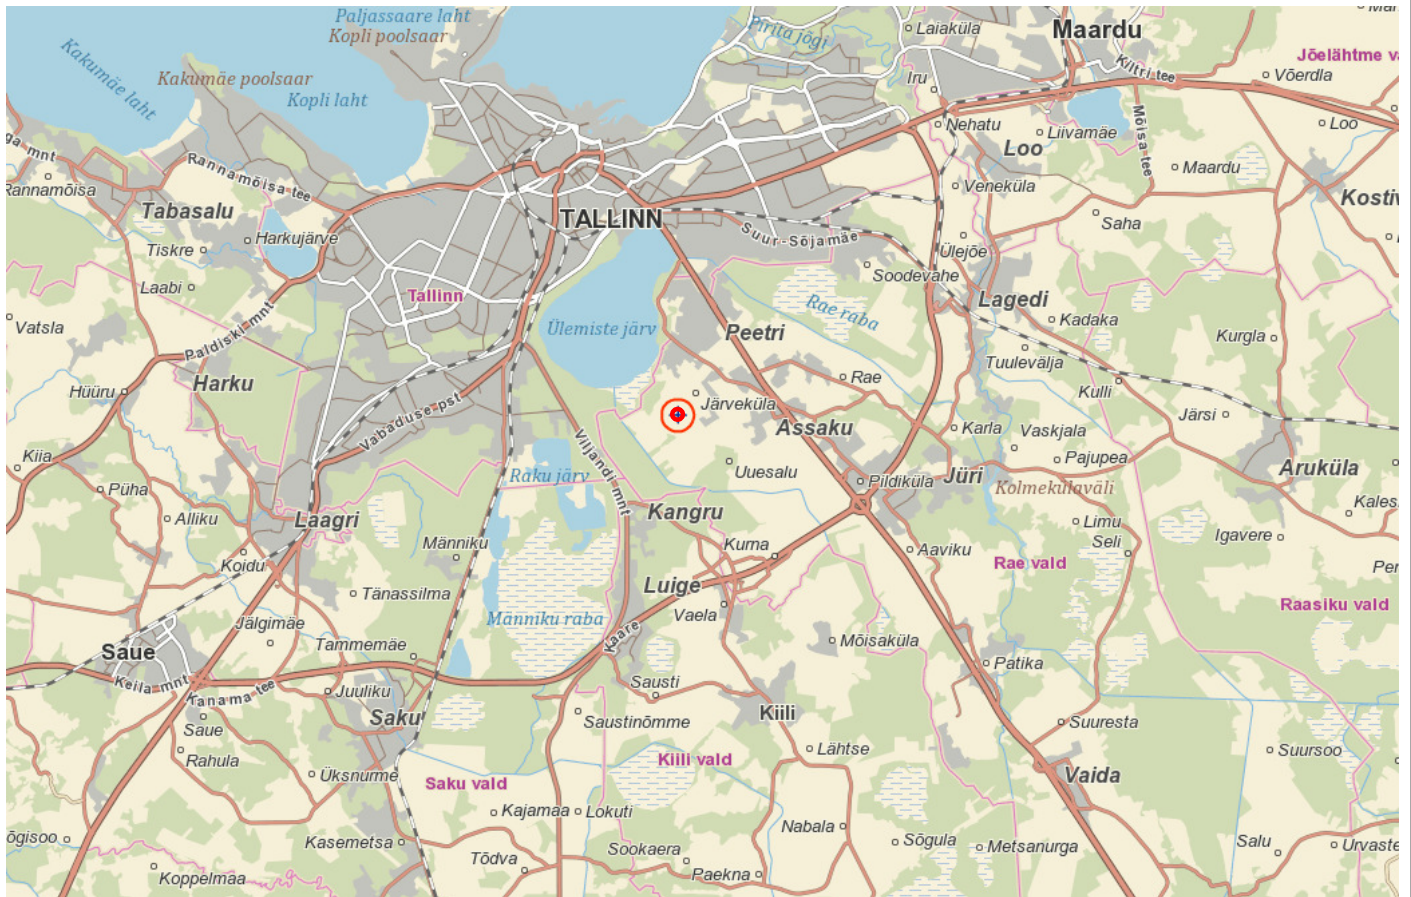 Paljassaare laht
Kopli poolsaar
Pirita jõgi
Laiaküla
Maardu
Kakumäe laht
Kakumäe poolsaar
Kopli laht
Iru
Kiltri tee
Jõelähtme va
Võerdla
Nehatu
Liivamäe
Loo
Mõisa tee
Loo
ga mnt
Rannamõisa
Rannamõisa tee
Maardu
Veneküla
Kostiv
Tabasalu
TALLINN
Saha
Tiskre
Harkujärve
Suur-Sõjamäe
Ülejõe
Soodevahe
Laabi
Tallinn
Rae raba
Lagedi
Kadaka
Vatsla
Paldiski mnt
Ülemiste järv
Peetri
Kurgla
Tuulevälja
Harku
Hüüru
Rae
Kulli
Vabaduse pst
Järveküla
Järsi
Assaku
Karla
Vaskjala
Kiia
Viljandi mnt
Uuesalu
Pajupea
Aruküla
Püha
Raku järv
Pildiküla
Jüri
Kolmekülaväli
Kales
Alliku
Laagri
Kangru
Limu
Seli
Igavere
Männiku
Kurna
Aaviku
Koidu
Rae vald
Per
Tänassilma
Luige
Raasiku vald
Vaela
Männiku raba
Jälgimäe
Kaare
Mõisaküla
Saue
Tammemäe
Patika
Keila mnt
Kanama tee
Juuliku
Sausti
Saue
Saku
Saustinõmme
Kiili
Suuresta
Rahula
Lähtse
Suursoo
Üksnurme
Saku vald
Kiili vald
Vaida
Kajamaa
Lokuti
Nabala
õgisoo
Kasemetsa
Sõgula
Metsanurga
Salu
Urvaste
Tõdva
Sookaera
Koppelmaa
Paekna